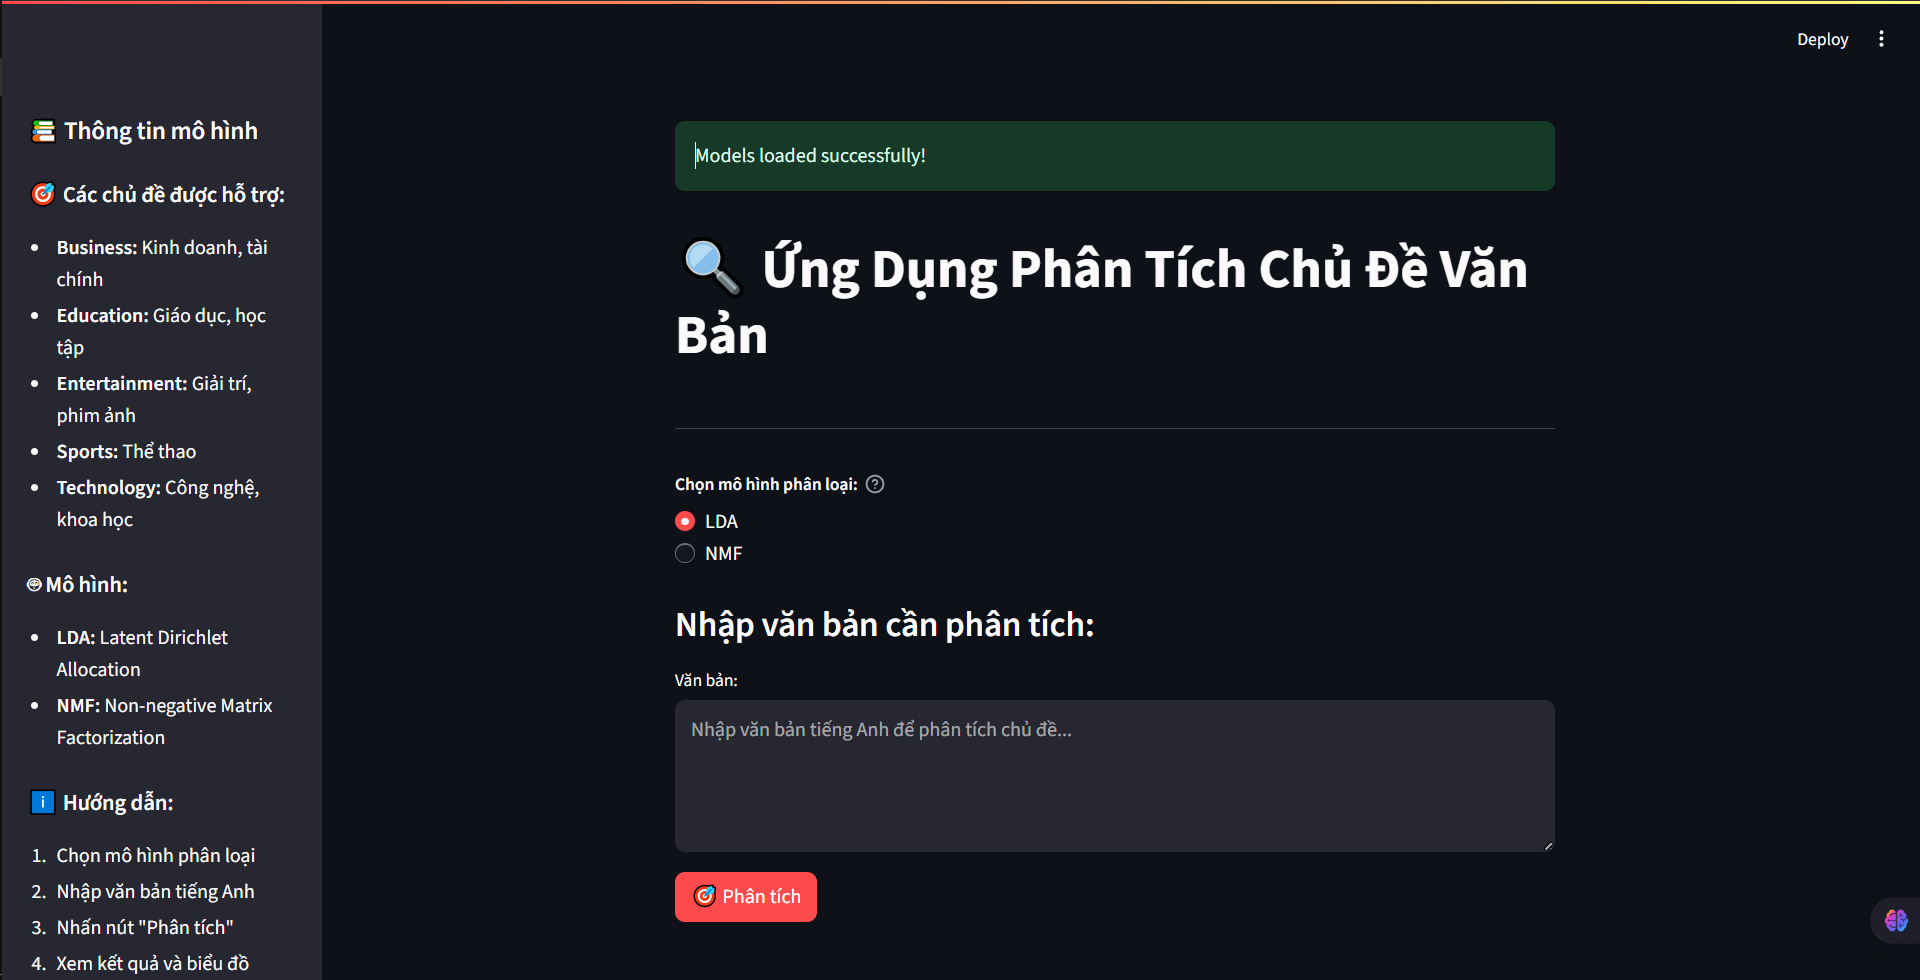 Deploy
Thông tin mô hình
Các chủ đề được hỗ trợ:
Business: Kinh doanh, tài
chính
Education: Giáo dục, học
tập
Entertainment: Giải trí,
phim ảnh
Sports: Thể thao
Technology: Công nghệ,
khoa học
Mô hình:
LDA: Latent Dirichlet
Allocation
NMF: Non-negative Matrix
Factorization
Hướng dẫn:
1. Chọn mô hình phân loại
2. Nhập văn bản tiếng Anh
3. Nhấn nút "Phân tích"
4. Xem kết quả và biểu đồ
Models loaded successfully!
Ứng Dụng Phân Tích Chủ Đề Văn
Bản
Chọn mô hình phân loại:
LDA
NMF
Nhập văn bản cần phân tích:
Văn bản:
Nhập văn bản tiếng Anh để phân tích chủ đề...
Phân tích